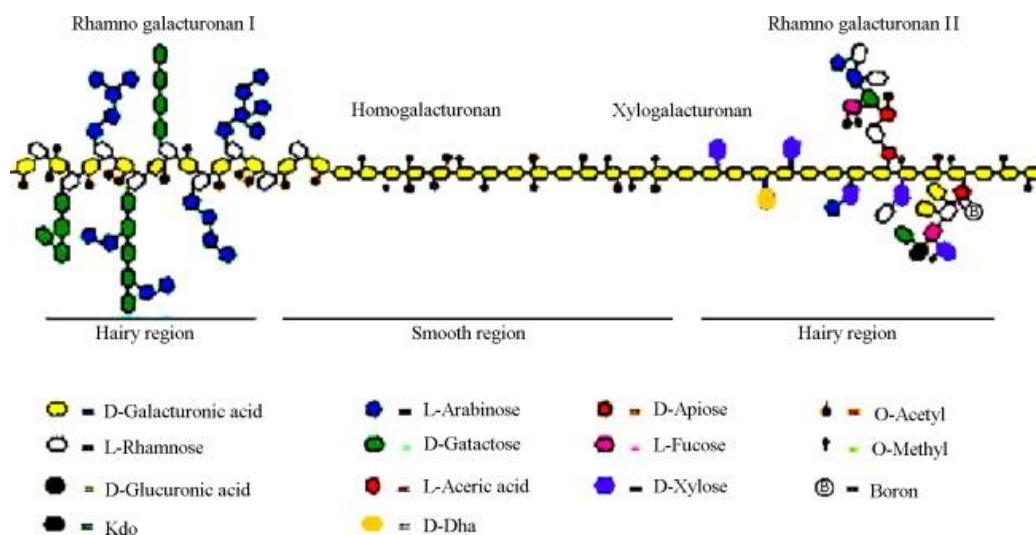 Rhamno galacturonan I
Rhamno galacturonan II
Homogalacturonan
Xylogalacturonan
B
Hairy region
Smooth region
Hairy region
D-Galacturonic acid
L-Arabinose
D-Apiose
O-Acetyl
L-Rhamnose
D-Gatactose
L-Fucose
O-Methyl
D-Glucuronic acid
L-Aceric acid
D-Xylose
B
Boron
Kdo
D-Dha